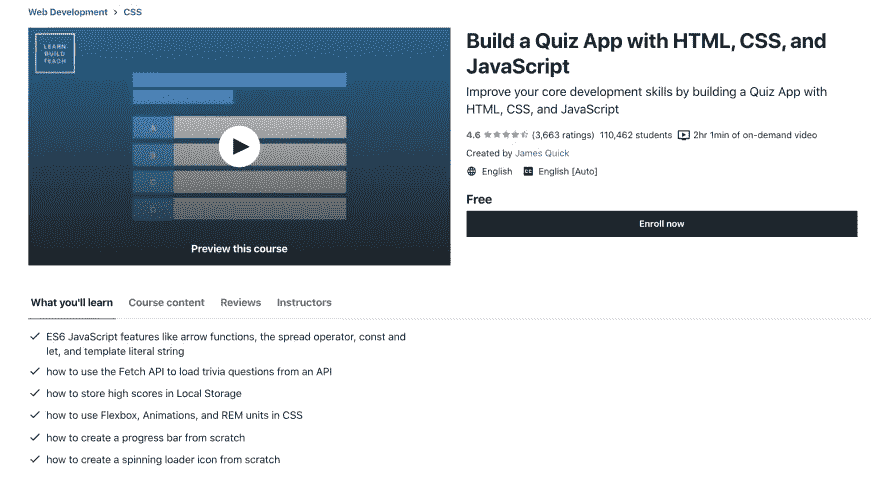 Web Development > CSS
LEARN
BUILD
TEACH
A
B
C
D
Preview this course
Build a Quiz App with HTML, CSS, and
JavaScript
Improve your core development skills by building a Quiz App with
HTML, CSS, and JavaScript
4.6 (3,663 ratings) 110,462 students 2hr 1min of on-demand video
Created by James Quick
English CC English [Auto]
Free
Enroll now
What you'll learn Course content Reviews Instructors
ES6 JavaScript features like arrow functions, the spread operator, const and
let, and template literal string
how to use the Fetch API to load trivia questions from an API
how to store high scores in Local Storage
how to use Flexbox, Animations, and REM units in CSS
how to create a progress bar from scratch
how to create a spinning loader icon from scratch